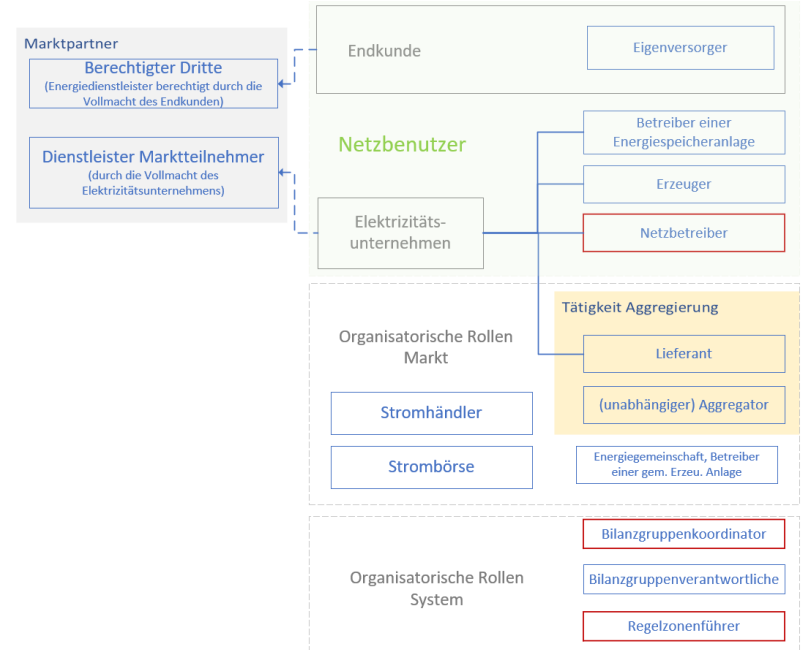 Marktpartner
Berechtigter Dritte
(Energiedienstleister berechtigt durch die
Vollmacht des Endkunden)
Dienstleister Marktteilnehmer
(durch die Vollmacht des
Elektrizitätsunternehmens)
Endkunde
Eigenversorger
Netzbenutzer
Betreiber einer
Energiespeicheranlage
Erzeuger
Elektrizitäts-
unternehmen
Netzbetreiber
Tätigkeit Aggregierung
Organisatorische Rollen
Markt
Lieferant
(unabhängiger) Aggregator
Stromhändler
Strombörse
Energiegemeinschaft, Betreiber
einer gem. Erzeu. Anlage
Organisatorische Rollen
System
Bilanzgruppenkoordinator
Bilanzgruppenverantwortliche
Regelzonenführer